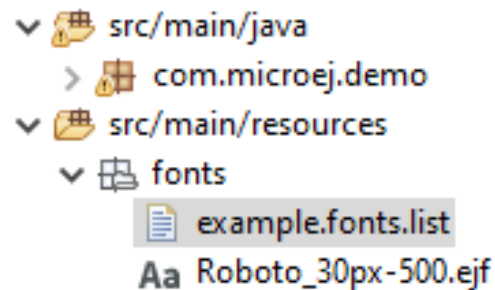 src/main/java
com.microej.demo
src/main/resources
fonts
example.fonts.list
Aa Roboto_30px-500.ejf